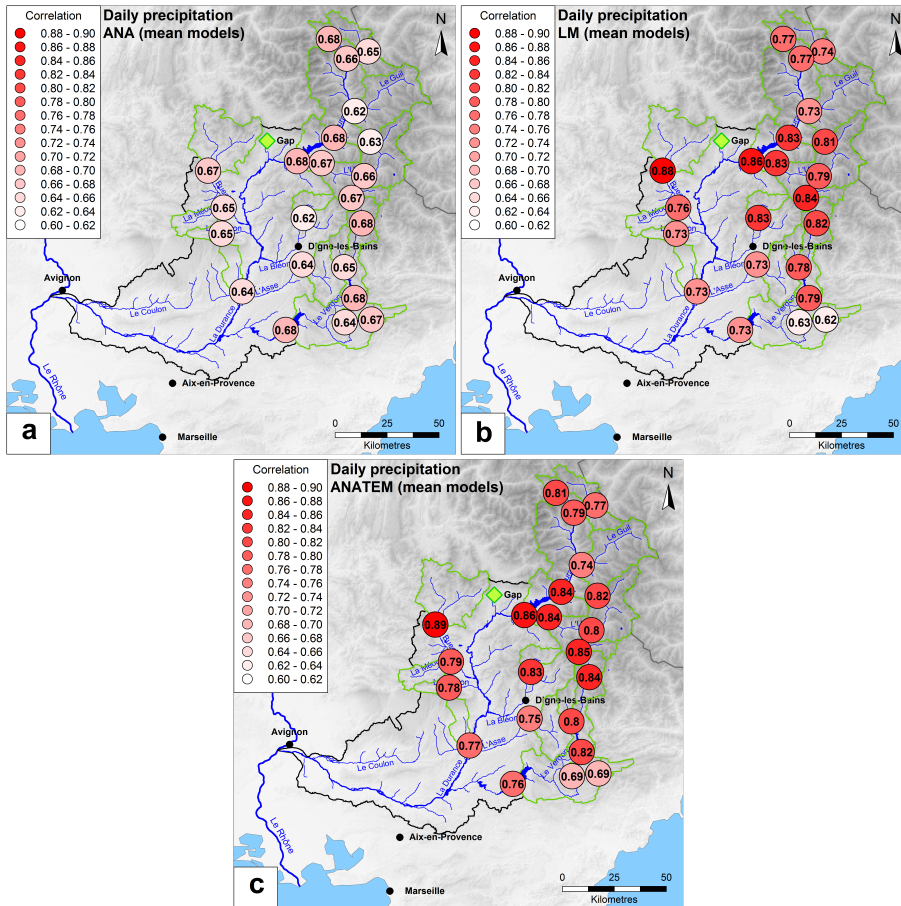 Correlation
0.88 - 0.90
0.86 - 0.88
0.84 - 0.86
0.82 - 0.84
0.80 - 0.82
0.78 - 0.80
0.76 - 0.78
0.74 - 0.76
0.72 - 0.74
0.70 - 0.72
0.68 - 0.70
0.66 - 0.68
0.64 - 0.66
0.62 - 0.64
0.60 - 0.62
Daily precipitation
ANA (mean models)
N
0.68
0.66
0.65
Le Guil
0.62
0.68
0.63
Gap
0.68
0.67
0.67
0.66
0.67
0.65
0.62
0.68
0.65
Digne-les-Bains
La Bléone
0.64
0.65
Avignon
0.64
L'Asse
0.68
Le Coulon
La Durance
0.68
Le Verdon
0.64
0.67
Le Rhône
Aix-en-Provence
Marseille
0 25 50
Kilometres
a
Correlation
0.88 - 0.90
0.86 - 0.88
0.84 - 0.86
0.82 - 0.84
0.80 - 0.82
0.78 - 0.80
0.76 - 0.78
0.74 - 0.76
0.72 - 0.74
0.70 - 0.72
0.68 - 0.70
0.66 - 0.68
0.64 - 0.66
0.62 - 0.64
0.60 - 0.62
Daily precipitation
LM (mean models)
N
0.77
0.77
0.74
Le Guil
0.73
0.83
0.81
Gap
0.86
0.83
0.88
0.79
0.84
0.76
0.83
0.82
0.73
Digne-les-Bains
La Bléone
0.73
0.78
Avignon
0.73
L'Asse
0.79
Le Coulon
La Durance
0.73
Le Verdon
0.63
0.62
Le Rhône
Aix-en-Provence
Marseille
0 25 50
Kilometres
b
Correlation
0.88 - 0.90
0.86 - 0.88
0.84 - 0.86
0.82 - 0.84
0.80 - 0.82
0.78 - 0.80
0.76 - 0.78
0.74 - 0.76
0.72 - 0.74
0.70 - 0.72
0.68 - 0.70
0.66 - 0.68
0.64 - 0.66
0.62 - 0.64
0.60 - 0.62
Daily precipitation
ANATEM (mean models)
N
0.81
0.79
0.77
Le Guil
0.74
0.84
0.82
Gap
0.86
0.84
0.89
0.8
0.85
0.79
0.83
0.84
0.78
Digne-les-Bains
La Bléone
0.75
0.8
Avignon
0.77
L'Asse
0.82
Le Coulon
La Durance
0.76
Le Verdon
0.69
0.69
Le Rhône
Aix-en-Provence
Marseille
0 25 50
Kilometres
c